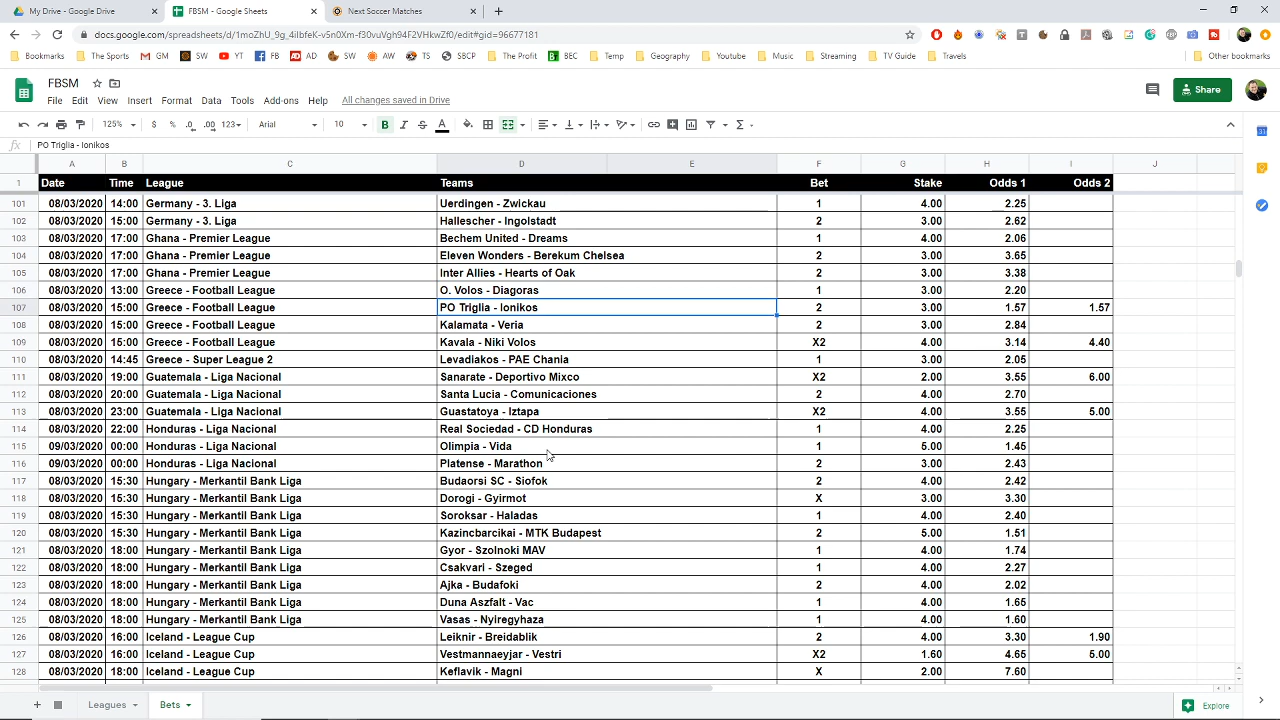 My Drive - Google Drive
FBSM - Google Sheets
Next Soccer Matches
docs.google.com/spreadsheets/d/1moZhU_9g_4iIbfeK-v5n0Xm-f30vuVgh94F2VHkwZf0/edit#gid=96677181
Bookmarks The Sports GM SW YT FB AD SW AW TS SBCP The Profit BEC Temp Geography Youtube Music Streaming TV Guide Travels Other bookmarks
FBSM
File Edit View Insert Format Data Tools Add-ons Help All changes saved in Drive
Share
125% $ % .0 .00 123 Arial 10 B I S A
fx PO Triglia - Ionikos
A B C D E F G H I J
1 Date Time League Teams Bet Stake Odds 1 Odds 2
101 08/03/2020 14:00 Germany - 3. Liga Uerdingen - Zwickau 1 4.00 2.25
102 08/03/2020 15:00 Germany - 3. Liga Hallescher - Ingolstadt 2 3.00 2.62
103 08/03/2020 17:00 Ghana - Premier League Bechem United - Dreams 1 4.00 2.06
104 08/03/2020 17:00 Ghana - Premier League Eleven Wonders - Berekum Chelsea 2 3.00 3.65
105 08/03/2020 17:00 Ghana - Premier League Inter Allies - Hearts of Oak 2 3.00 3.38
106 08/03/2020 13:00 Greece - Football League O. Volos - Diagoras 1 3.00 2.20
107 08/03/2020 15:00 Greece - Football League PO Triglia - Ionikos 2 3.00 1.57 1.57
108 08/03/2020 15:00 Greece - Football League Kalamata - Veria 2 3.00 2.84
109 08/03/2020 15:00 Greece - Football League Kavala - Niki Volos X2 4.00 3.14 4.40
110 08/03/2020 14:45 Greece - Super League 2 Levadiakos - PAE Chania 1 3.00 2.05
111 08/03/2020 19:00 Guatemala - Liga Nacional Sanarate - Deportivo Mixco X2 2.00 3.55 6.00
112 08/03/2020 20:00 Guatemala - Liga Nacional Santa Lucia - Comunicaciones 2 4.00 2.70
113 08/03/2020 23:00 Guatemala - Liga Nacional Guastatoya - Iztapa X2 4.00 3.55 5.00
114 08/03/2020 22:00 Honduras - Liga Nacional Real Sociedad - CD Honduras 1 4.00 2.25
115 09/03/2020 00:00 Honduras - Liga Nacional Olimpia - Vida 1 5.00 1.45
116 09/03/2020 00:00 Honduras - Liga Nacional Platense - Marathon 2 3.00 2.43
117 08/03/2020 15:30 Hungary - Merkantil Bank Liga Budaorsi SC - Siofok 2 4.00 2.42
118 08/03/2020 15:30 Hungary - Merkantil Bank Liga Dorogi - Gyirmot X 3.00 3.30
119 08/03/2020 15:30 Hungary - Merkantil Bank Liga Soroksar - Haladas 1 4.00 2.40
120 08/03/2020 15:30 Hungary - Merkantil Bank Liga Kazincbarcikai - MTK Budapest 2 5.00 1.51
121 08/03/2020 18:00 Hungary - Merkantil Bank Liga Gyor - Szolnoki MAV 1 4.00 1.74
122 08/03/2020 18:00 Hungary - Merkantil Bank Liga Csakvari - Szeged 1 4.00 2.27
123 08/03/2020 18:00 Hungary - Merkantil Bank Liga Ajka - Budafoki 2 4.00 2.02
124 08/03/2020 18:00 Hungary - Merkantil Bank Liga Duna Aszfalt - Vac 1 4.00 1.65
125 08/03/2020 18:00 Hungary - Merkantil Bank Liga Vasas - Nyiregyhaza 1 4.00 1.60
126 08/03/2020 16:00 Iceland - League Cup Leiknir - Breidablik 2 4.00 3.30 1.90
127 08/03/2020 16:00 Iceland - League Cup Vestmannaeyjar - Vestri X2 1.60 4.65 5.00
128 08/03/2020 18:00 Iceland - League Cup Keflavik - Magni X 2.00 7.60
Leagues Bets Explore